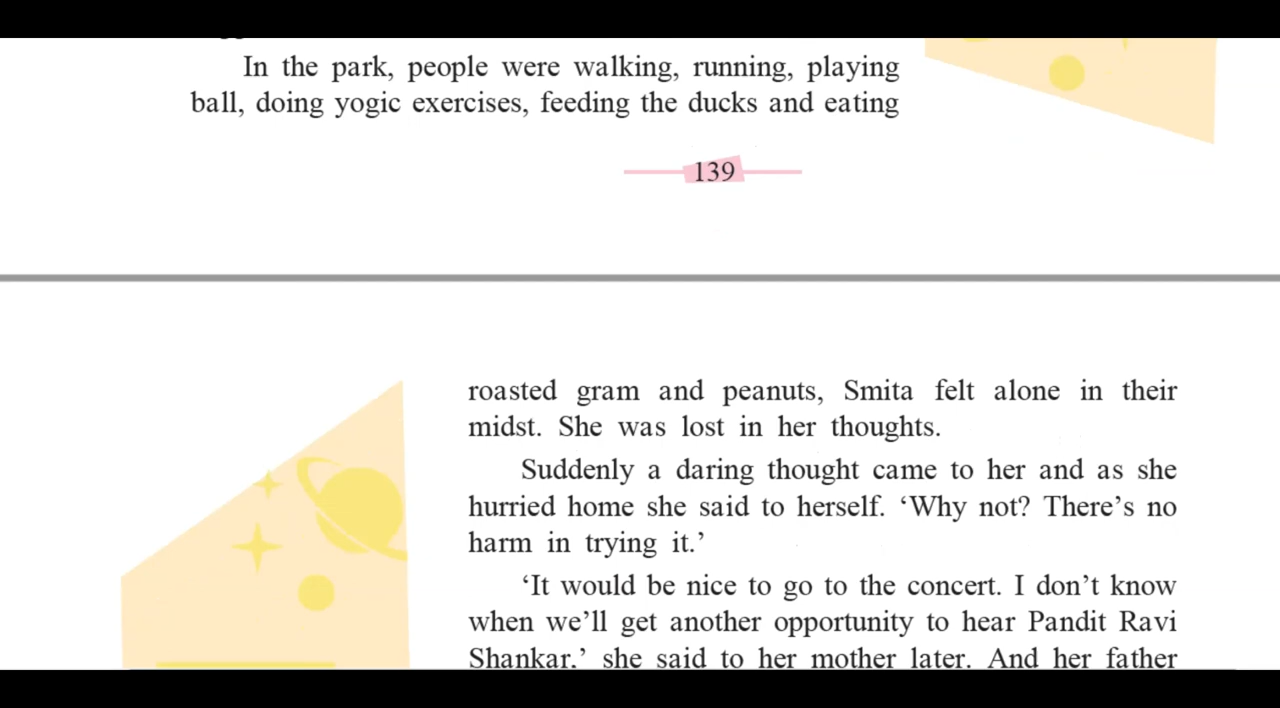 In the park, people were walking, running, playing
ball, doing yogic exercises, feeding the ducks and eating
139
roasted gram and peanuts, Smita felt alone in their
midst. She was lost in her thoughts.
Suddenly a daring thought came to her and as she
hurried home she said to herself. ‘Why not? There’s no
harm in trying it.’
‘It would be nice to go to the concert. I don’t know
when we’ll get another opportunity to hear Pandit Ravi
Shankar.’ she said to her mother later. And her father